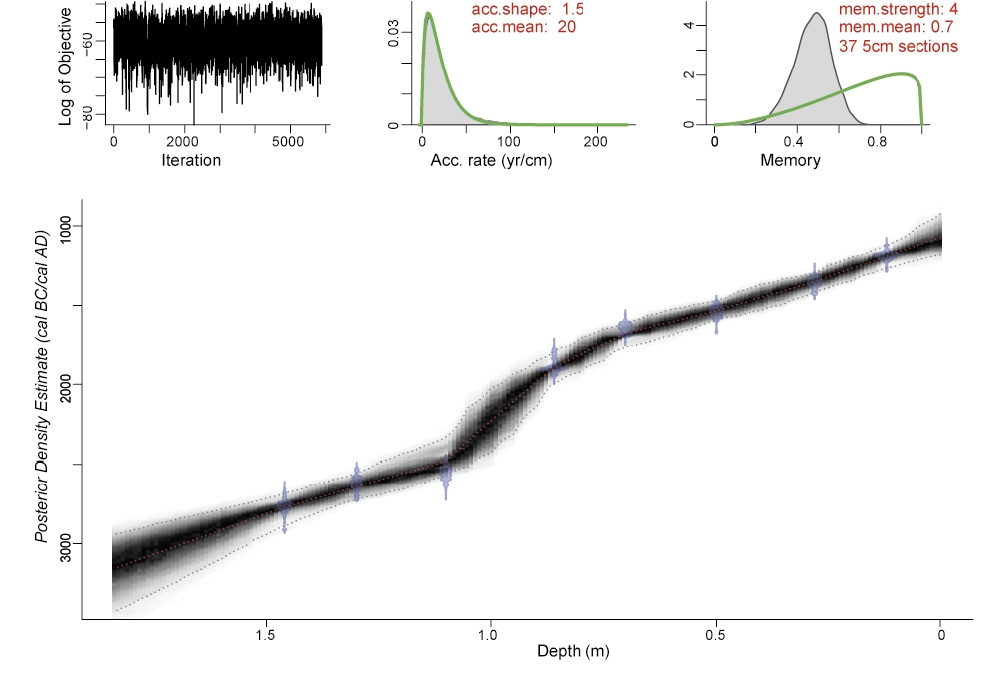 Log of Objective
−60
−80
0
2000
5000
Iteration
acc.shape: 1.5
acc.mean: 20
0.03
0
0
100
200
Acc. rate (yr/cm)
mem.strength: 4
mem.mean: 0.7
37 5cm sections
4
2
0
0
0.4
0.8
Memory
Posterior Density Estimate (cal BC/cal AD)
1000
2000
3000
1.5
1.0
0.5
0
Depth (m)